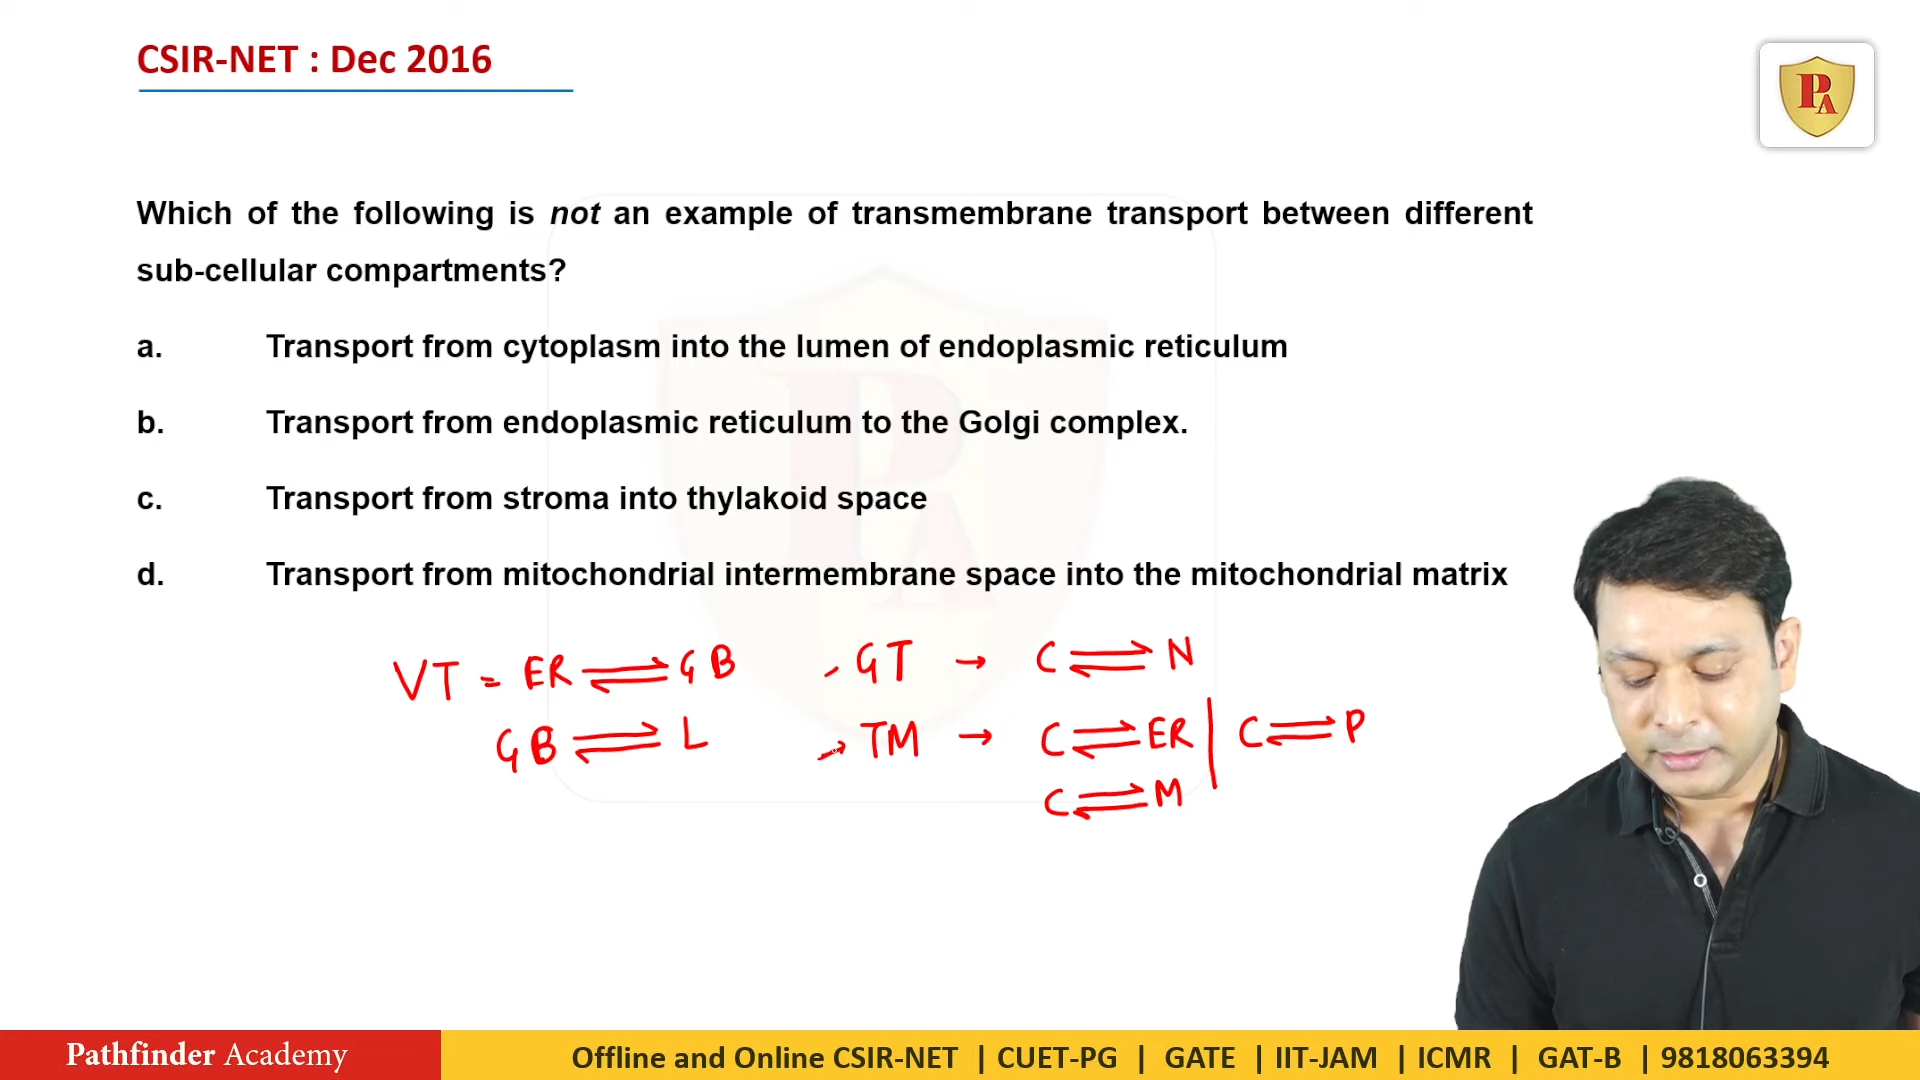 CSIR-NET : Dec 2016
PA
Which of the following is not an example of transmembrane transport between different
sub-cellular compartments?
a. Transport from cytoplasm into the lumen of endoplasmic reticulum
b. Transport from endoplasmic reticulum to the Golgi complex.
c. Transport from stroma into thylakoid space
d. Transport from mitochondrial intermembrane space into the mitochondrial matrix
VT = ER ⇌ GB
GB ⇌ L
- GT → C ⇌ N
→ TM → C ⇌ ER | C ⇌ P
C ⇌ M
Pathfinder Academy
Offline and Online CSIR-NET | CUET-PG | GATE | IIT-JAM | ICMR | GAT-B | 9818063394